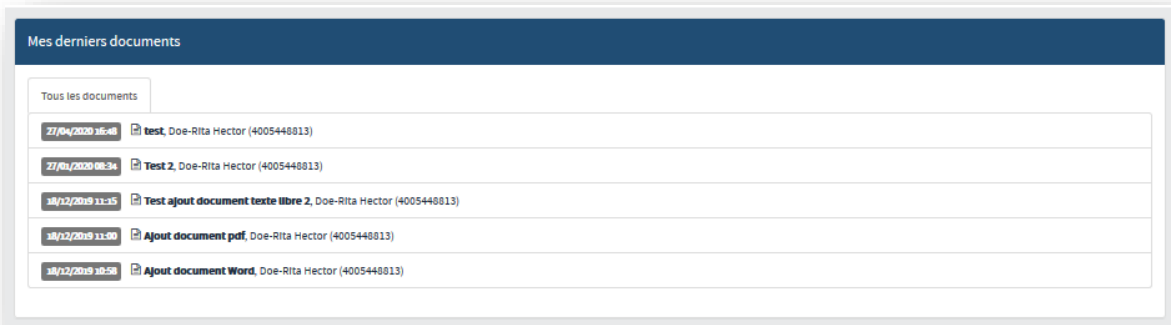 Mes derniers documents
Tous les documents
27/04/2020 16:48 test, Doe-Rita Hector (4005448813)
27/01/2020 08:34 Test 2, Doe-Rita Hector (4005448813)
18/12/2019 11:15 Test ajout document texte libre 2, Doe-Rita Hector (4005448813)
18/12/2019 11:00 Ajout document pdf, Doe-Rita Hector (4005448813)
18/12/2019 10:58 Ajout document Word, Doe-Rita Hector (4005448813)